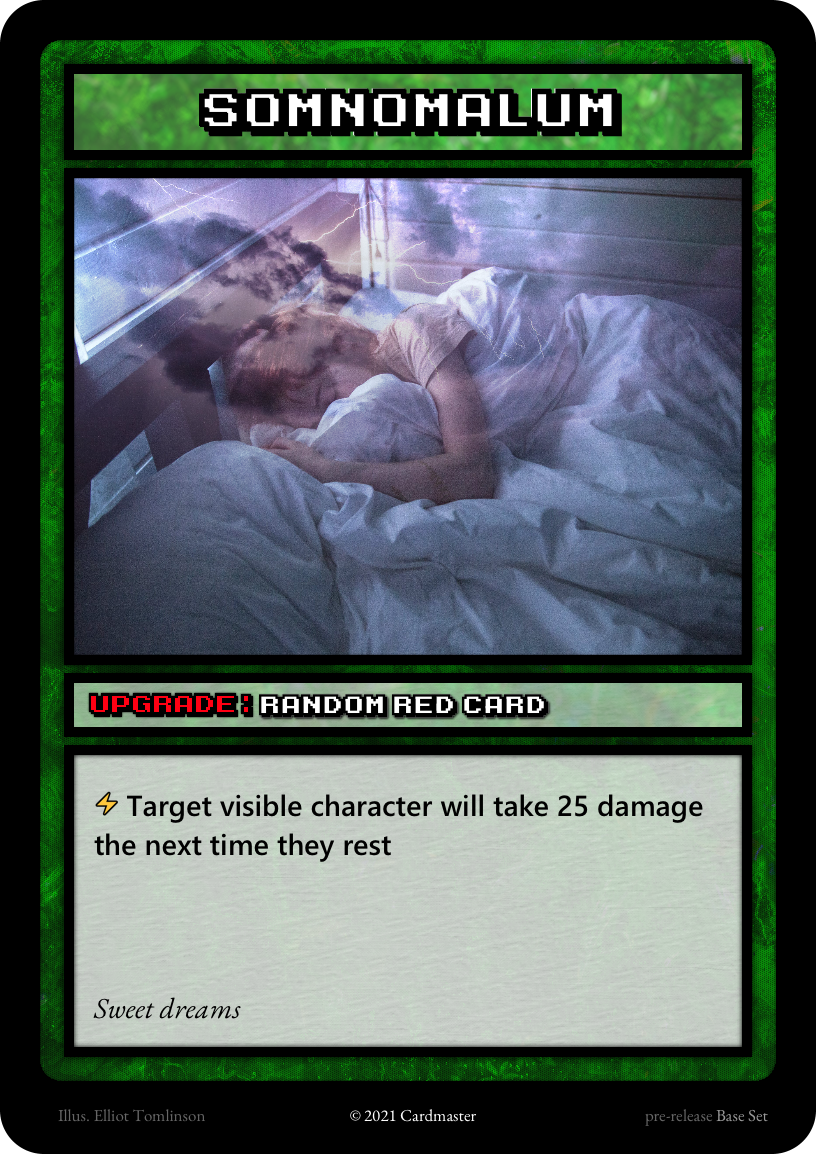 SOMNOMALUM
UPGRADE: RANDOM RED CARD
⚡ Target visible character will take 25 damage
the next time they rest
Sweet dreams
Illus. Elliot Tomlinson © 2021 Cardmaster pre-release Base Set